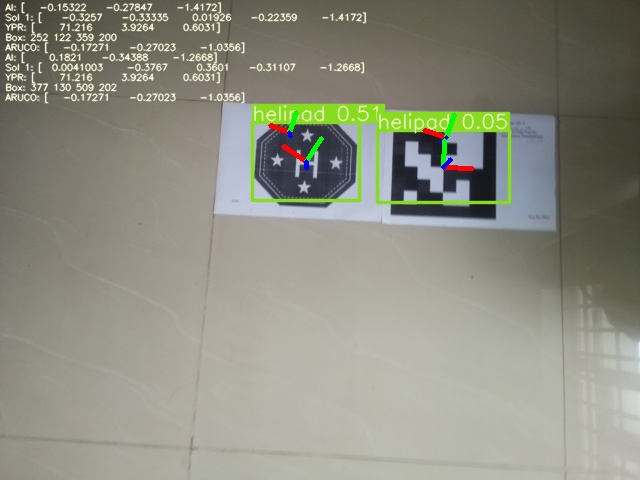 AI: [ -0.15322 -0.27847 -1.4172]
Sol 1: [ -0.3257 -0.33335 0.01926 -0.22359 -1.4172]
YPR: [ 71.216 3.9264 0.6031]
Box: 252 122 359 200
ARUCO: [ -0.17271 -0.27023 -1.0356]
AI: [ 0.1821 -0.34388 -1.2668]
Sol 1: [ 0.0041003 -0.3767 0.3601 -0.31107 -1.2668]
YPR: [ 71.216 3.9264 0.6031]
Box: 377 130 509 202
ARUCO: [ -0.17271 -0.27023 -1.0356]
helipad 0.51
helipad 0.05
H